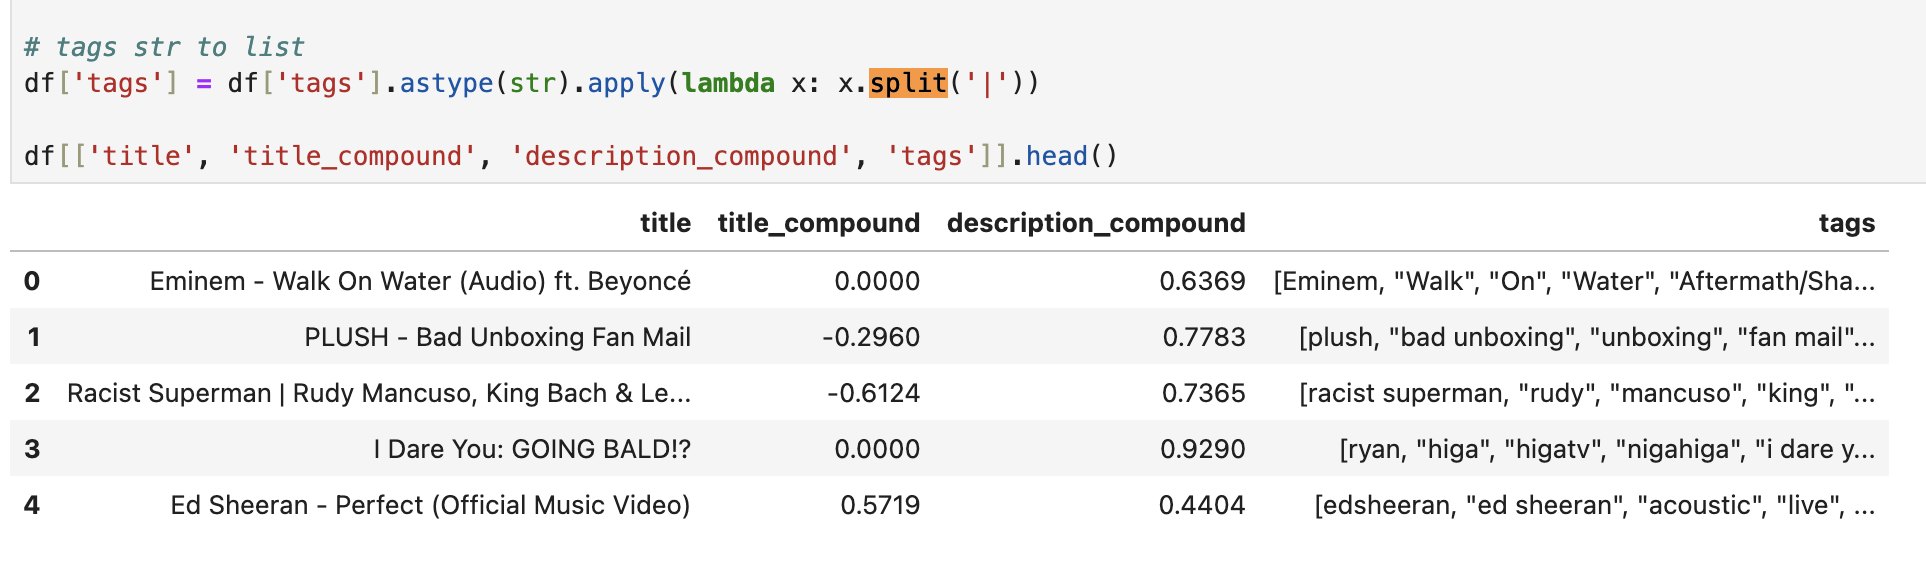 # tags str to list
df['tags'] = df['tags'].astype(str).apply(lambda x: x.split('|'))
df[['title', 'title_compound', 'description_compound', 'tags']].head()
title title_compound description_compound tags
0 Eminem - Walk On Water (Audio) ft. Beyoncé 0.0000 0.6369 [Eminem, "Walk", "On", "Water", "Aftermath/Sha...
1 PLUSH - Bad Unboxing Fan Mail -0.2960 0.7783 [plush, "bad unboxing", "unboxing", "fan mail"...
2 Racist Superman | Rudy Mancuso, King Bach & Le... -0.6124 0.7365 [racist superman, "rudy", "mancuso", "king", "...
3 I Dare You: GOING BALD!? 0.0000 0.9290 [ryan, "higa", "higatv", "nigahiga", "i dare y...
4 Ed Sheeran - Perfect (Official Music Video) 0.5719 0.4404 [edsheeran, "ed sheeran", "acoustic", "live", ...